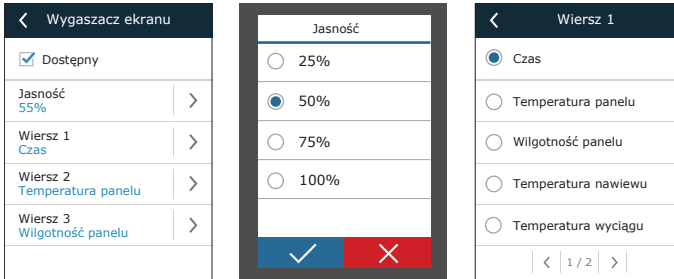 Wygaszacz ekranu
Dostępny
Jasność
55%
Wiersz 1
Czas
Wiersz 2
Temperatura panelu
Wiersz 3
Wilgotność panelu
Jasność
25%
50%
75%
100%
Wiersz 1
Czas
Temperatura panelu
Wilgotność panelu
Temperatura nawiewu
Temperatura wyciągu
1 / 2